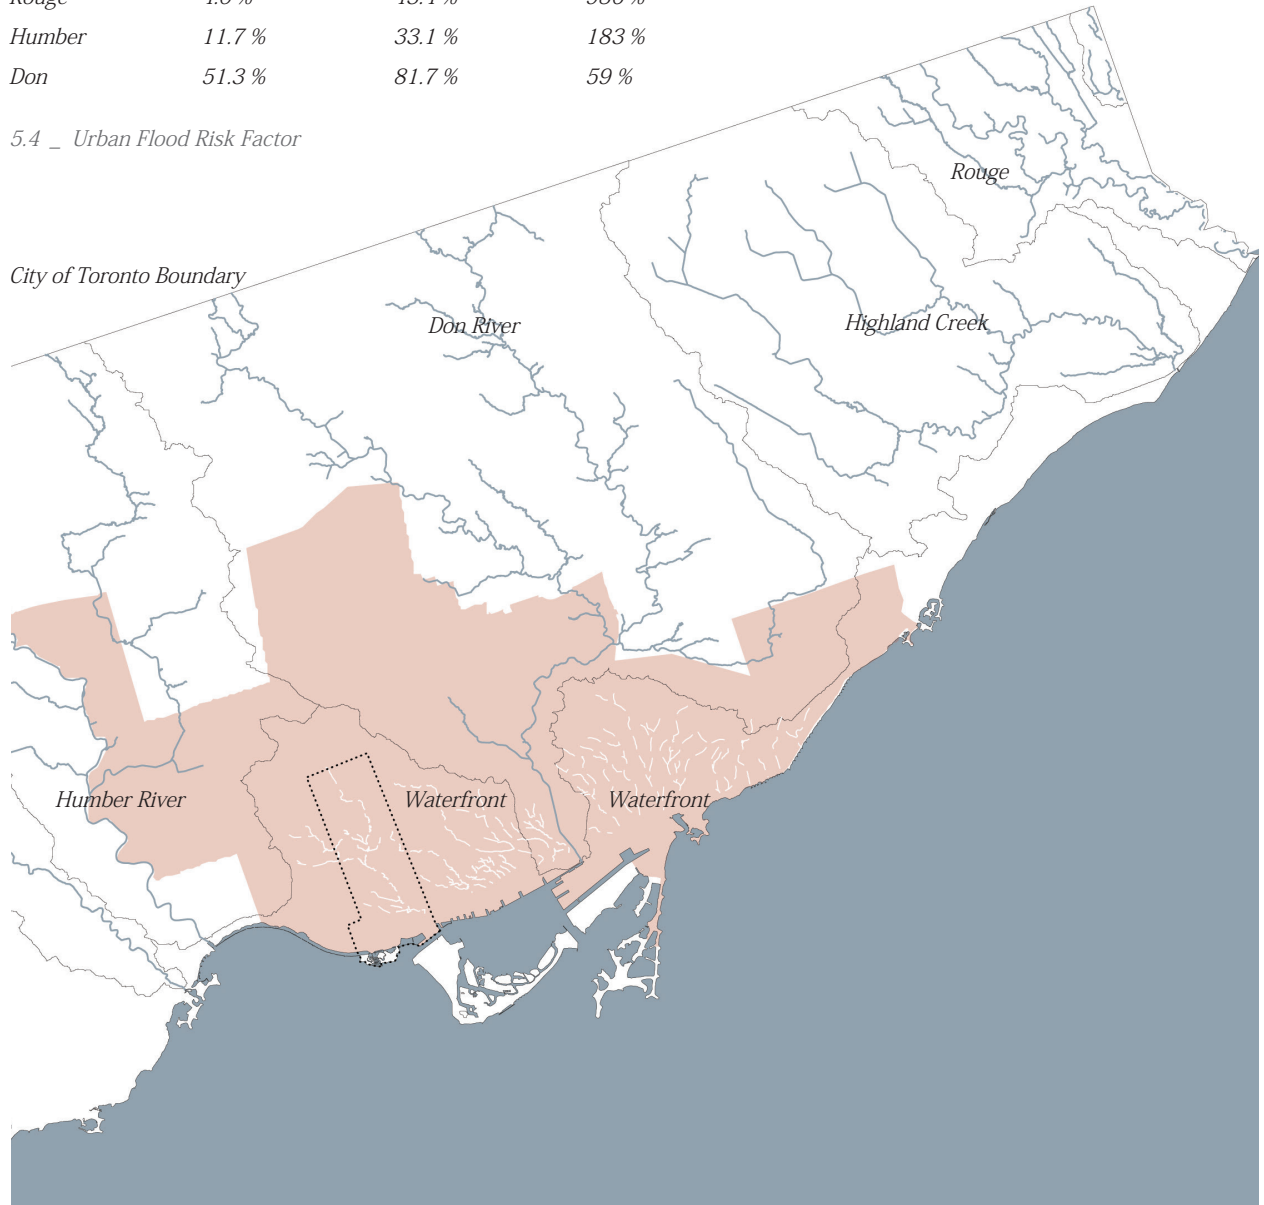 Humber 11.7 % 33.1 % 183 %
Don 51.3 % 81.7 % 59 %
5.4 _ Urban Flood Risk Factor
Rouge
City of Toronto Boundary
Don River
Highland Creek
Humber River
Waterfront
Waterfront